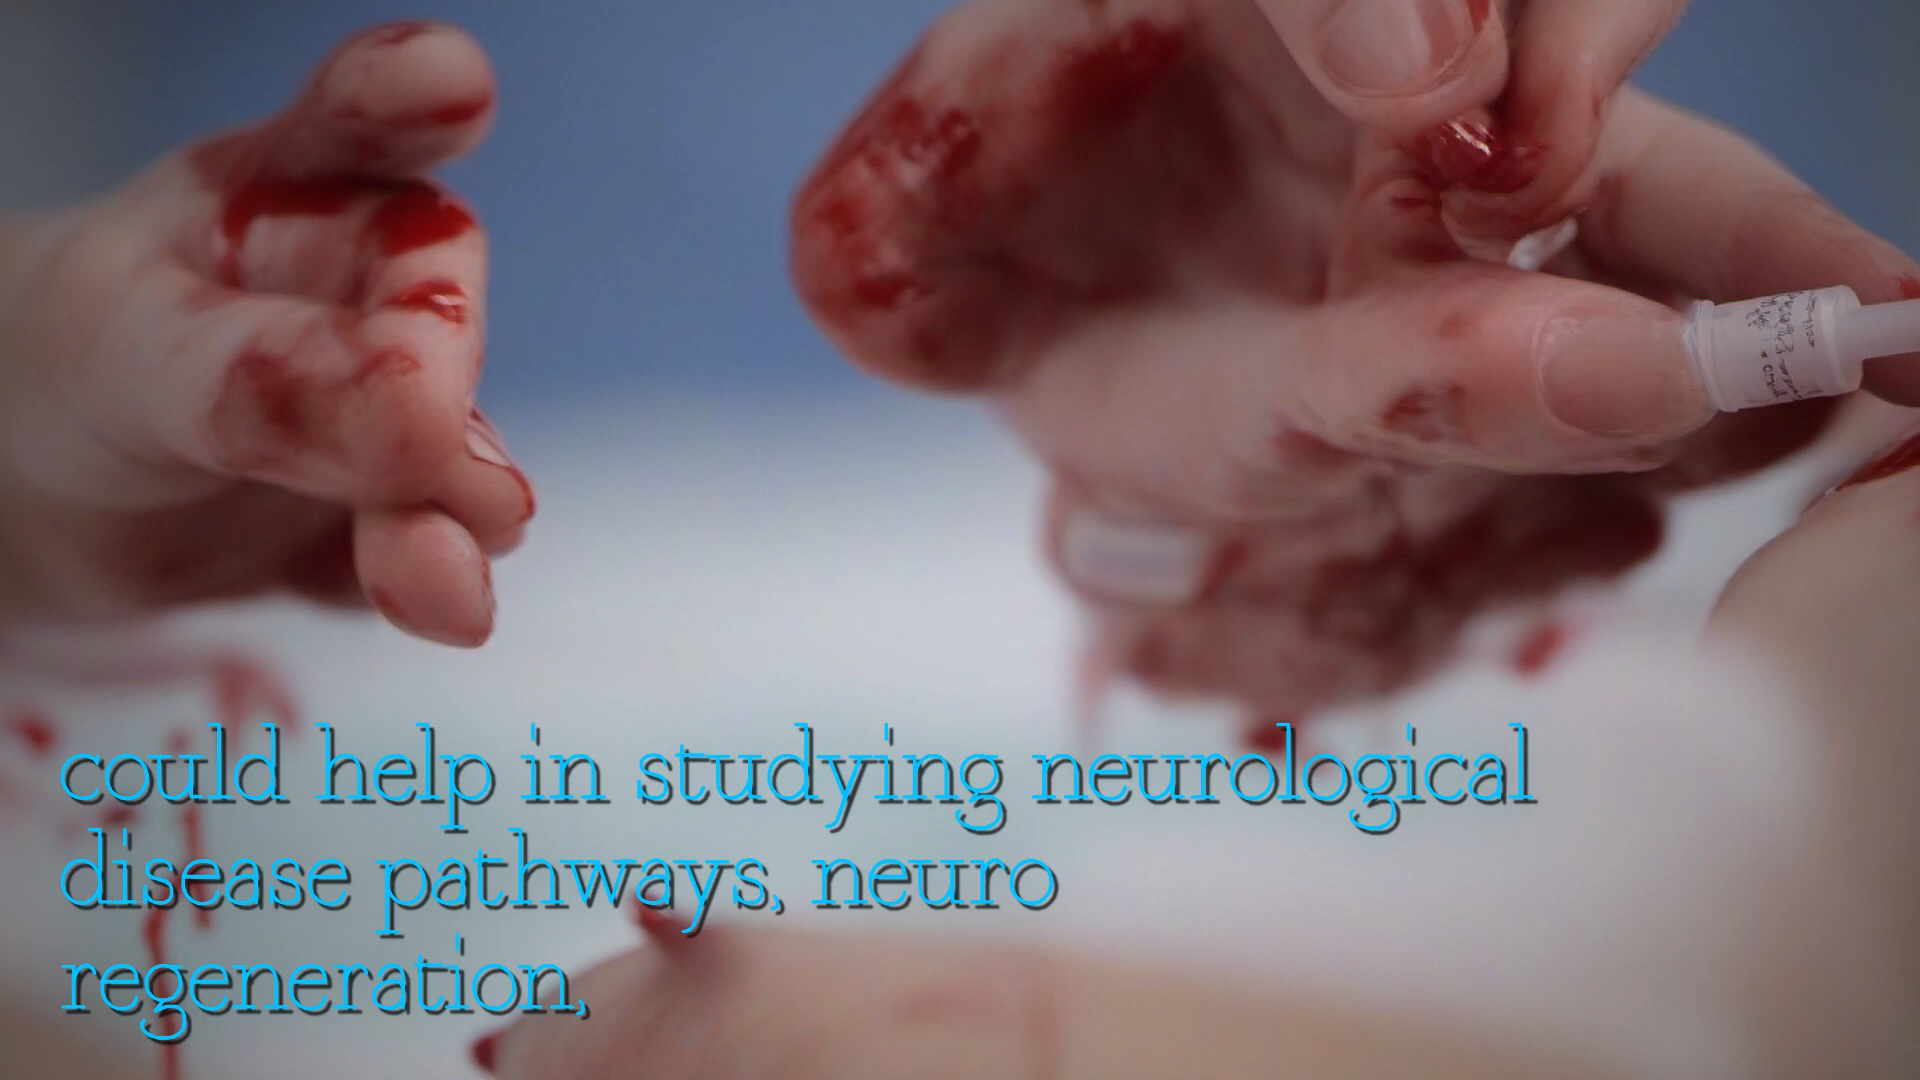 could help in studying neurological
disease pathways, neuro
regeneration,